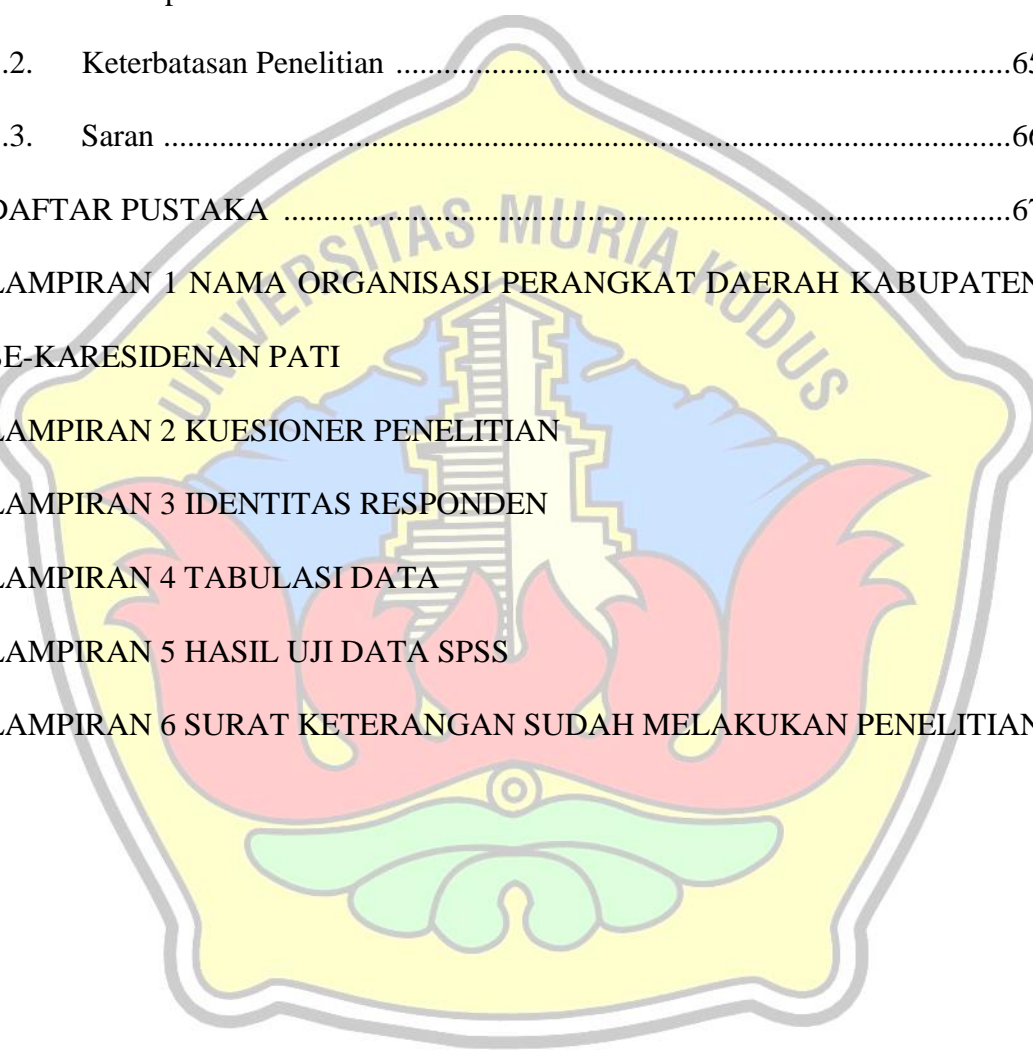 .2. Keterbatasan Penelitian ............................................................................65
.3. Saran .........................................................................................................66
DAFTAR PUSTAKA ..........................................................................................67
LAMPIRAN 1 NAMA ORGANISASI PERANGKAT DAERAH KABUPATEN
SE-KARESIDENAN PATI
LAMPIRAN 2 KUESIONER PENELITIAN
LAMPIRAN 3 IDENTITAS RESPONDEN
LAMPIRAN 4 TABULASI DATA
LAMPIRAN 5 HASIL UJI DATA SPSS
LAMPIRAN 6 SURAT KETERANGAN SUDAH MELAKUKAN PENELITIAN
UNIVERSITAS MURIA KUDUS